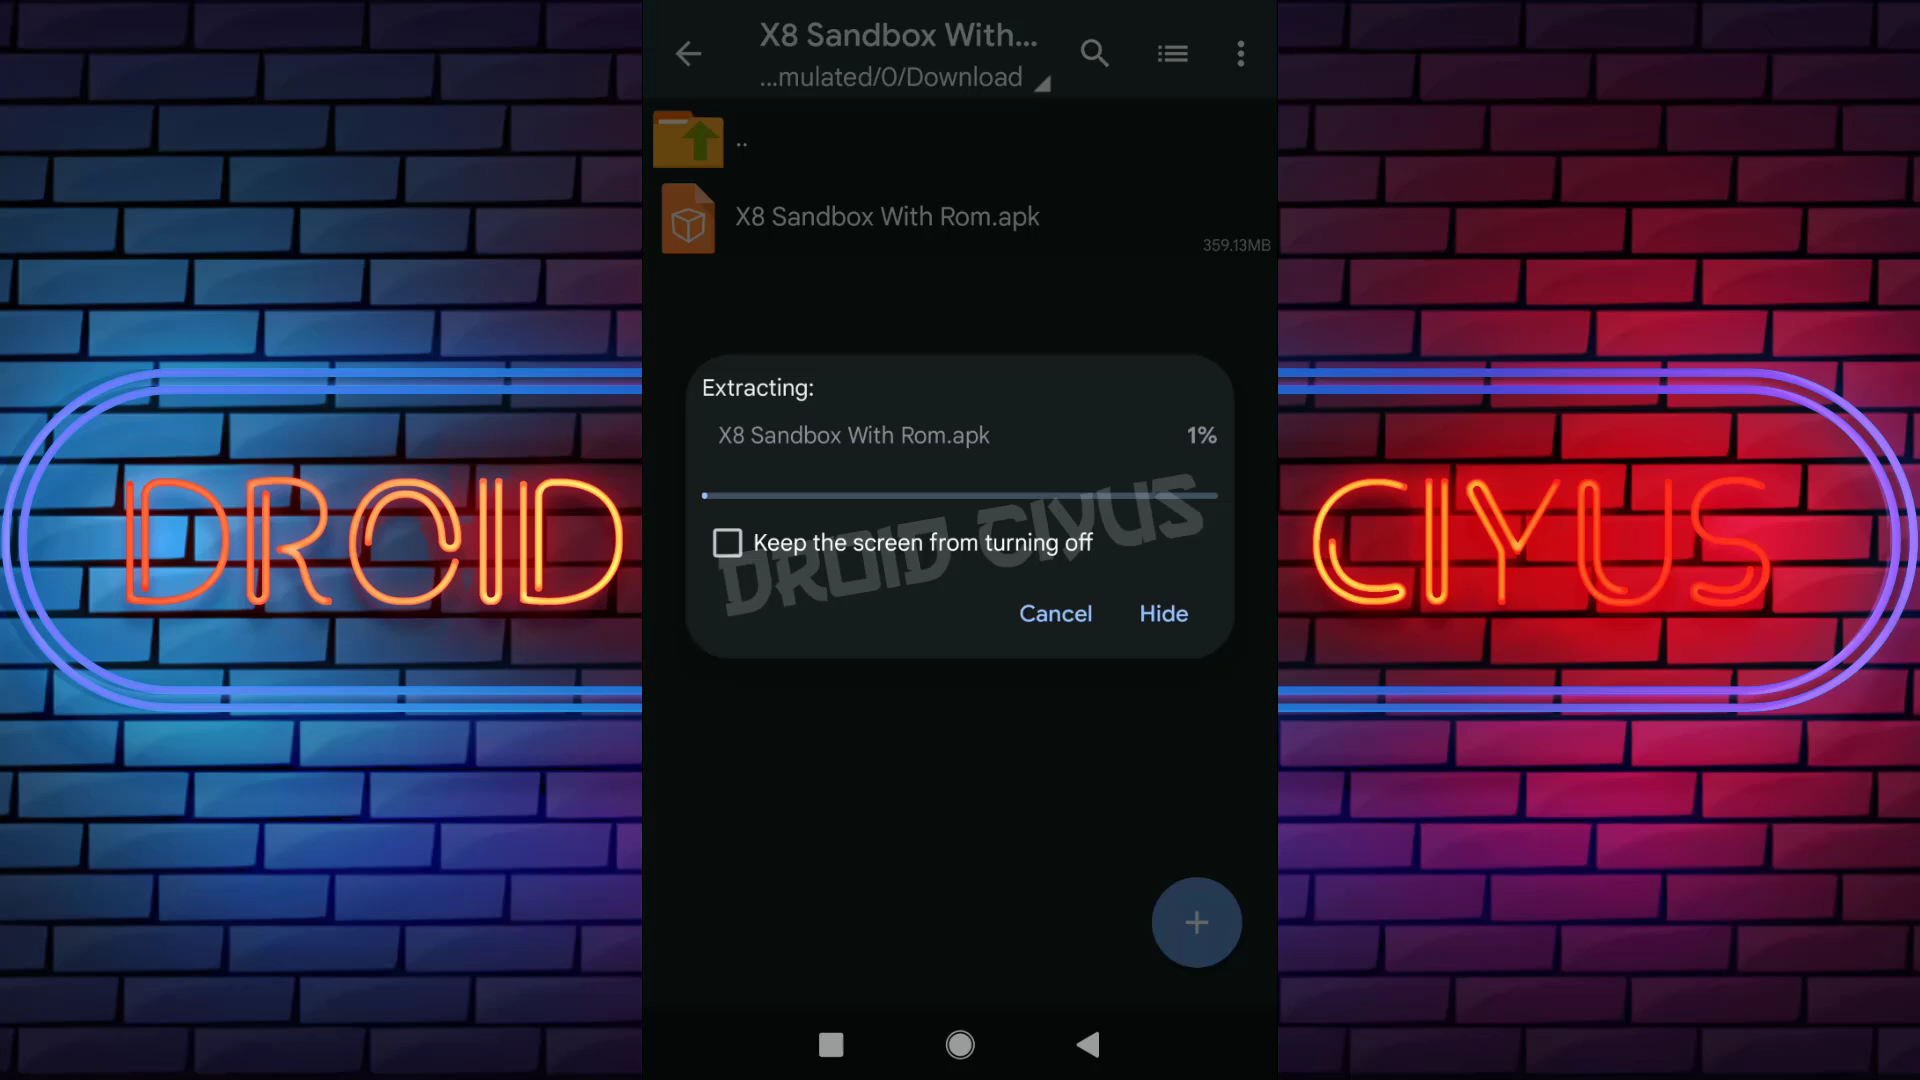 X8 Sandbox With...
...mulated/0/Download
..
X8 Sandbox With Rom.apk
359.13MB
Extracting:
X8 Sandbox With Rom.apk 1%
Keep the screen from turning off
Cancel Hide
DROID CIYUS
DROID
CIYUS